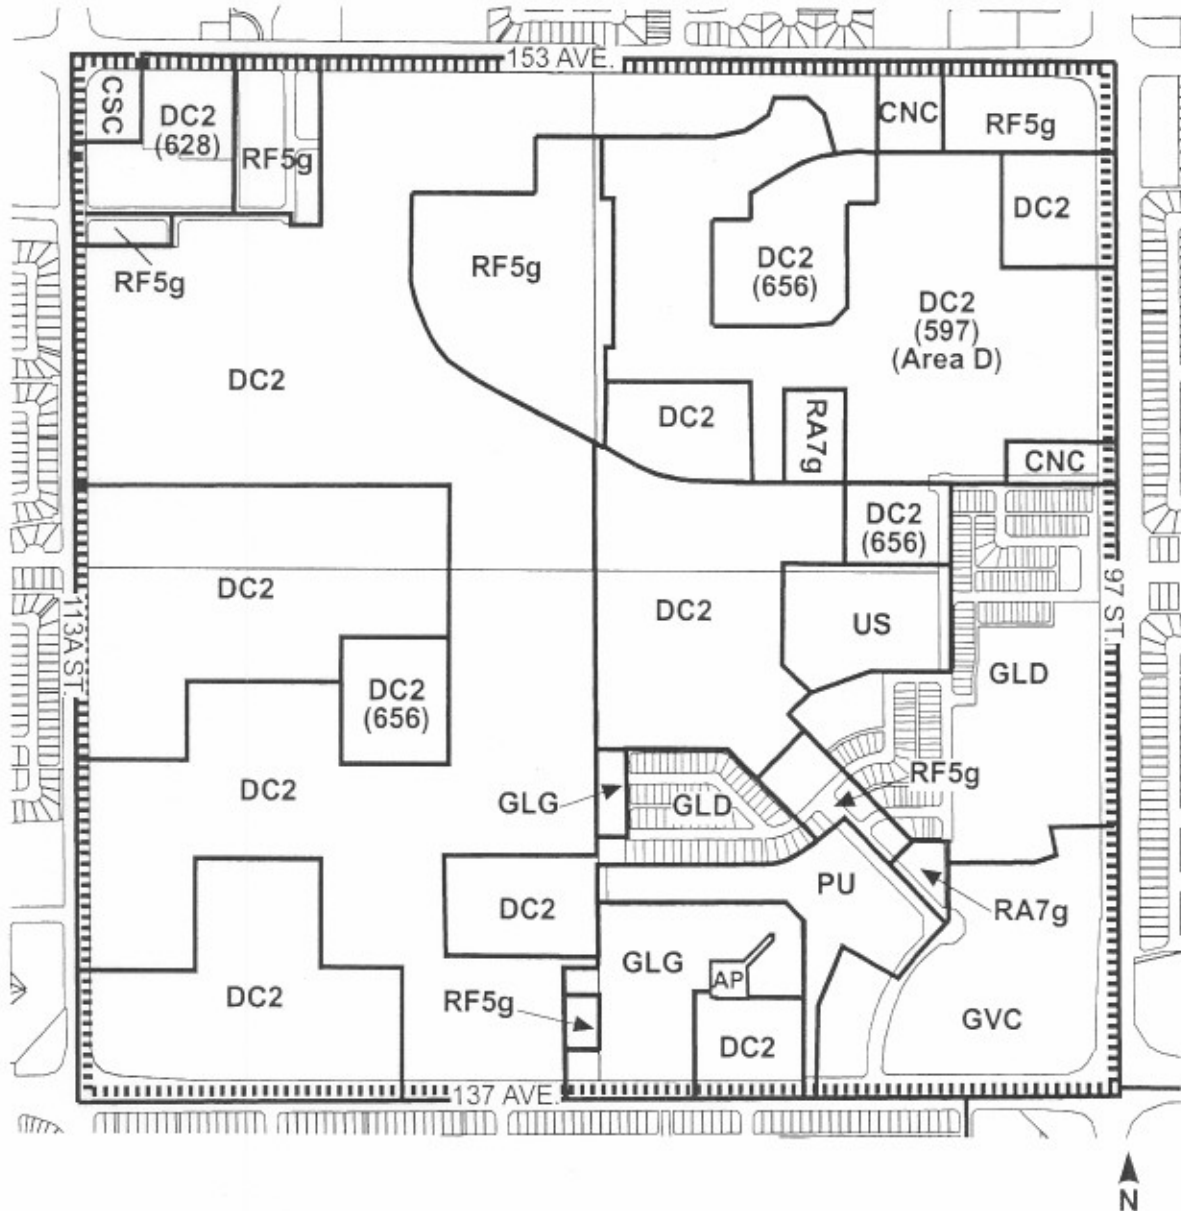 153 AVE.
CSC
DC2
(628)
RF5g
CNC
RF5g
DC2
RF5g
RF5g
DC2
(656)
DC2
(597)
(Area D)
DC2
DC2
RA7g
CNC
DC2
(656)
DC2
DC2
US
113A ST.
97 ST.
GLD
DC2
(656)
DC2
GLG
GLD
RF5g
PU
RA7g
DC2
GLG
AP
DC2
RF5g
DC2
GVC
137 AVE.
N